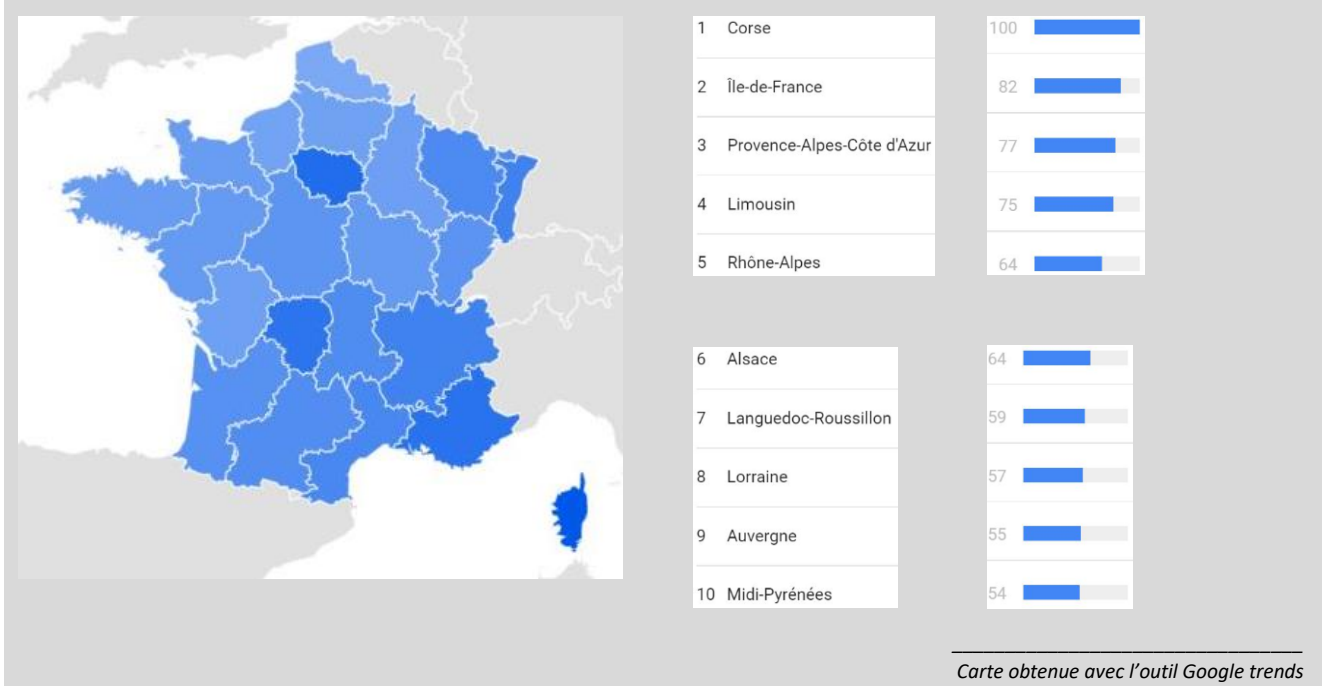 1 Corse 100
2 Île-de-France 82
3 Provence-Alpes-Côte d'Azur 77
4 Limousin 75
5 Rhône-Alpes 64
6 Alsace 64
7 Languedoc-Roussillon 59
8 Lorraine 57
9 Auvergne 55
10 Midi-Pyrénées 54
Carte obtenue avec l’outil Google trends